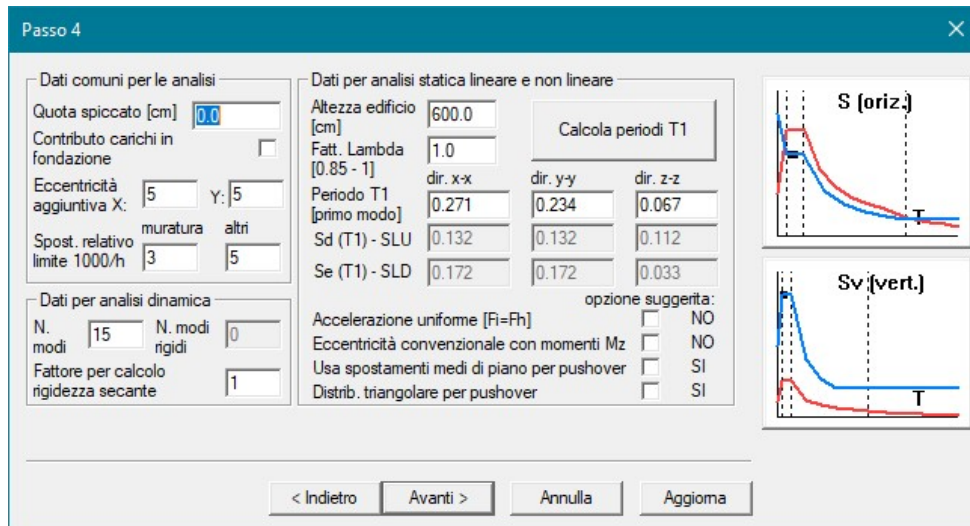 Passo 4
Dati comuni per le analisi
Quota spiccato [cm] 0.0
Contributo carichi in
fondazione
Eccentricità
aggiuntiva X: 5 Y: 5
muratura altri
Spost. relativo
limite 1000/h 3 5
Dati per analisi dinamica
N.
modi 15 N. modi
rigidi 0
Fattore per calcolo
rigidezza secante 1
Dati per analisi statica lineare e non lineare
Altezza edificio
[cm] 600.0
Calcola periodi T1
Fatt. Lambda
[0.85 - 1] 1.0
dir. x-x dir. y-y dir. z-z
Periodo T1
[primo modo] 0.271 0.234 0.067
Sd (T1) - SLU 0.132 0.132 0.112
Se (T1) - SLD 0.172 0.172 0.033
opzione suggerita:
Accelerazione uniforme [Fi=Fh] NO
Eccentricità convenzionale con momenti Mz NO
Usa spostamenti medi di piano per pushover SI
Distrib. triangolare per pushover SI
S (oriz.)
T
Sv (vert.)
T
< Indietro Avanti > Annulla Aggiorna